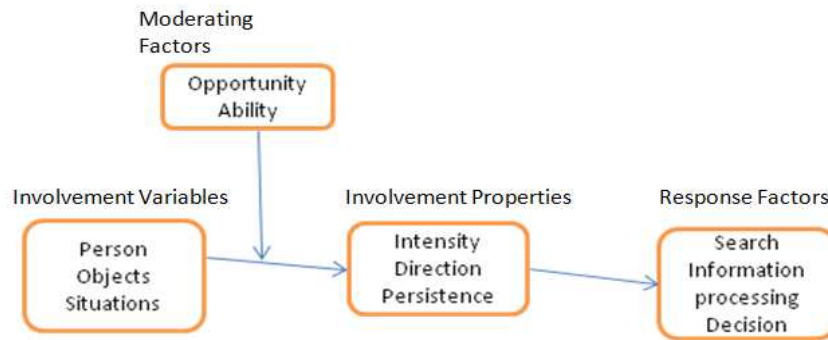 Moderating
Factors
Opportunity
Ability
Involvement Variables
Person
Objects
Situations
Involvement Properties
Intensity
Direction
Persistence
Response Factors
Search
Information
processing
Decision